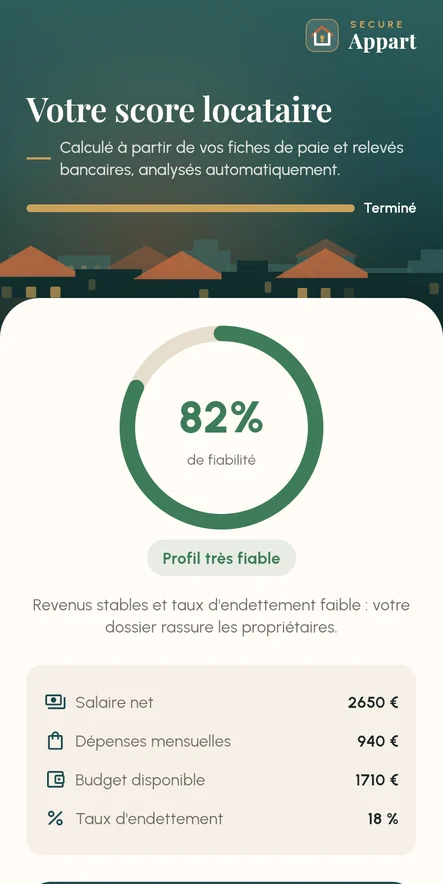 SECURE
Appart
Votre score locataire
Calculé à partir de vos fiches de paie et relevés
bancaires, analysés automatiquement.
Terminé
82%
de fiabilité
Profil très fiable
Revenus stables et taux d'endettement faible : votre
dossier rassure les propriétaires.
Salaire net 2650 €
Dépenses mensuelles 940 €
Budget disponible 1710 €
Taux d'endettement 18 %